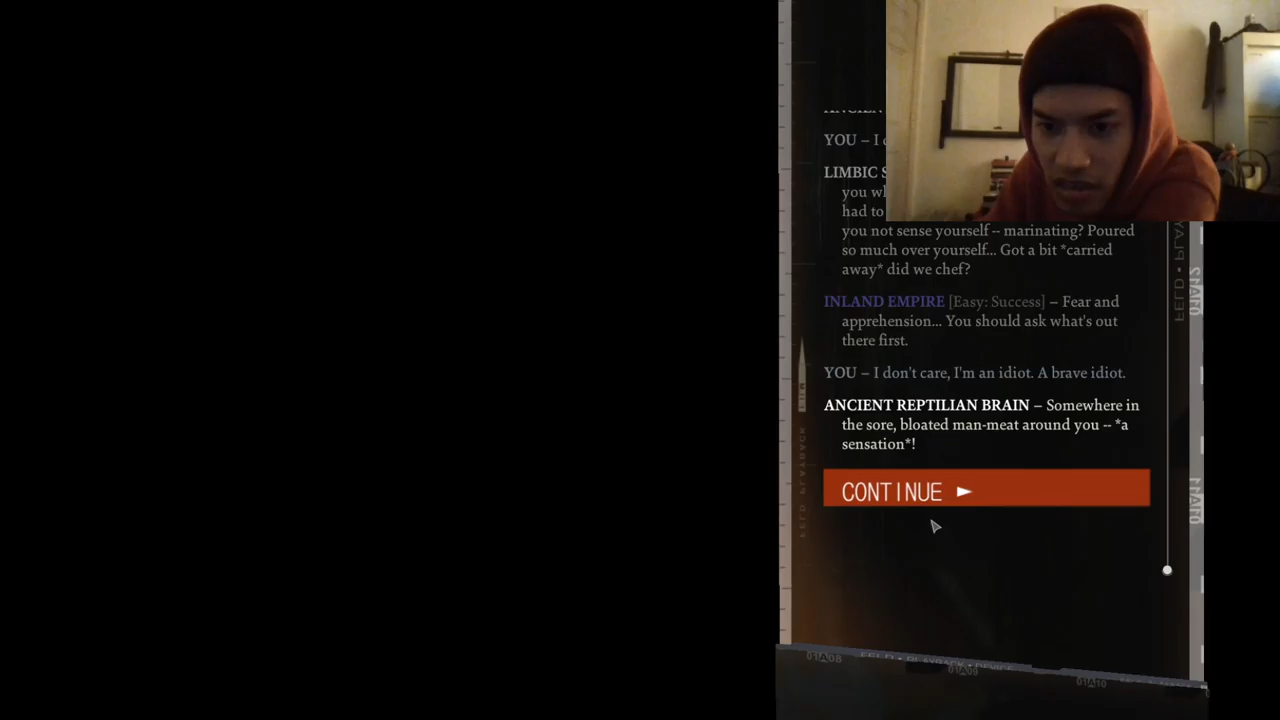 YOU – I
LIMBIC S
you
had to
you not sense yourself -- marinating? Poured
so much over yourself... Got a bit *carried
away* did we chef?
INLAND EMPIRE [Easy: Success] – Fear and
apprehension... You should ask what's out
there first.
YOU – I don't care, I'm an idiot. A brave idiot.
ANCIENT REPTILIAN BRAIN – Somewhere in
the sore, bloated man-meat around you -- *a
sensation*!
CONTINUE